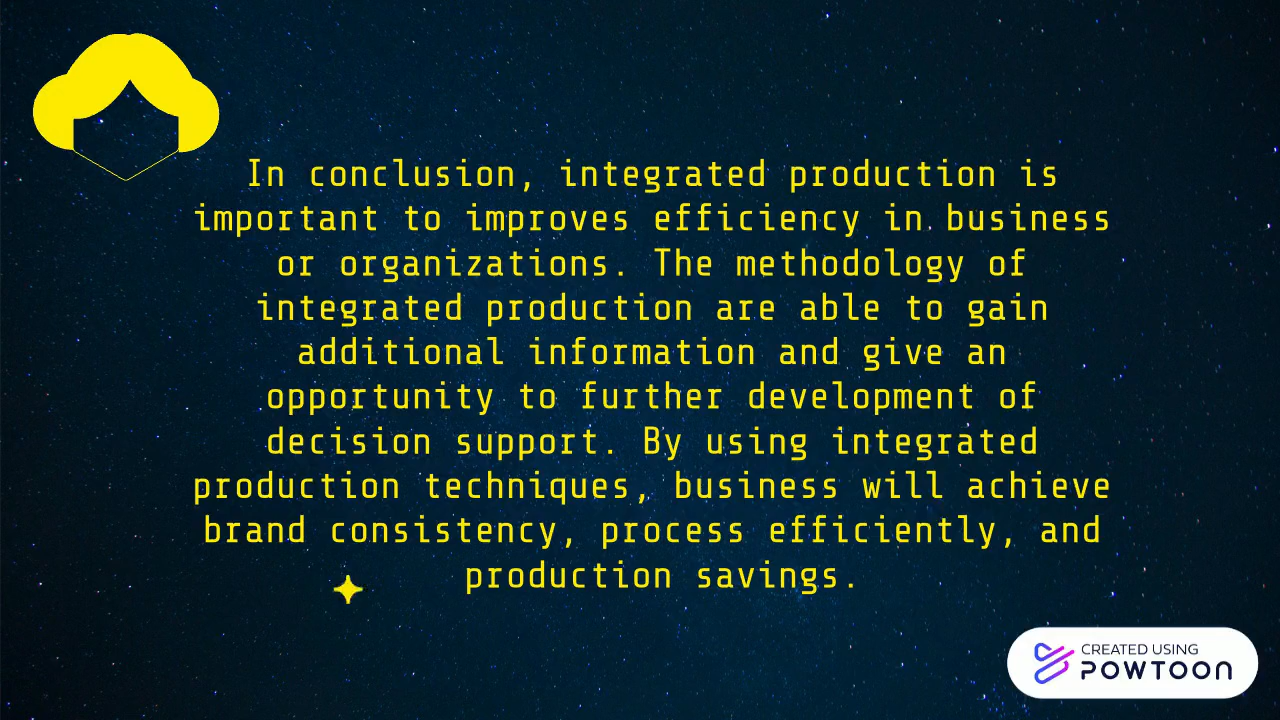 In conclusion, integrated production is
important to improves efficiency in business
or organizations. The methodology of
integrated production are able to gain
additional information and give an
opportunity to further development of
decision support. By using integrated
production techniques, business will achieve
brand consistency, process efficiently, and
production savings.
CREATED USING
POWTOON